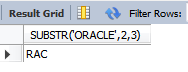 Result Grid Filter Rows:
SUBSTR('ORACLE',2,3)
RAC